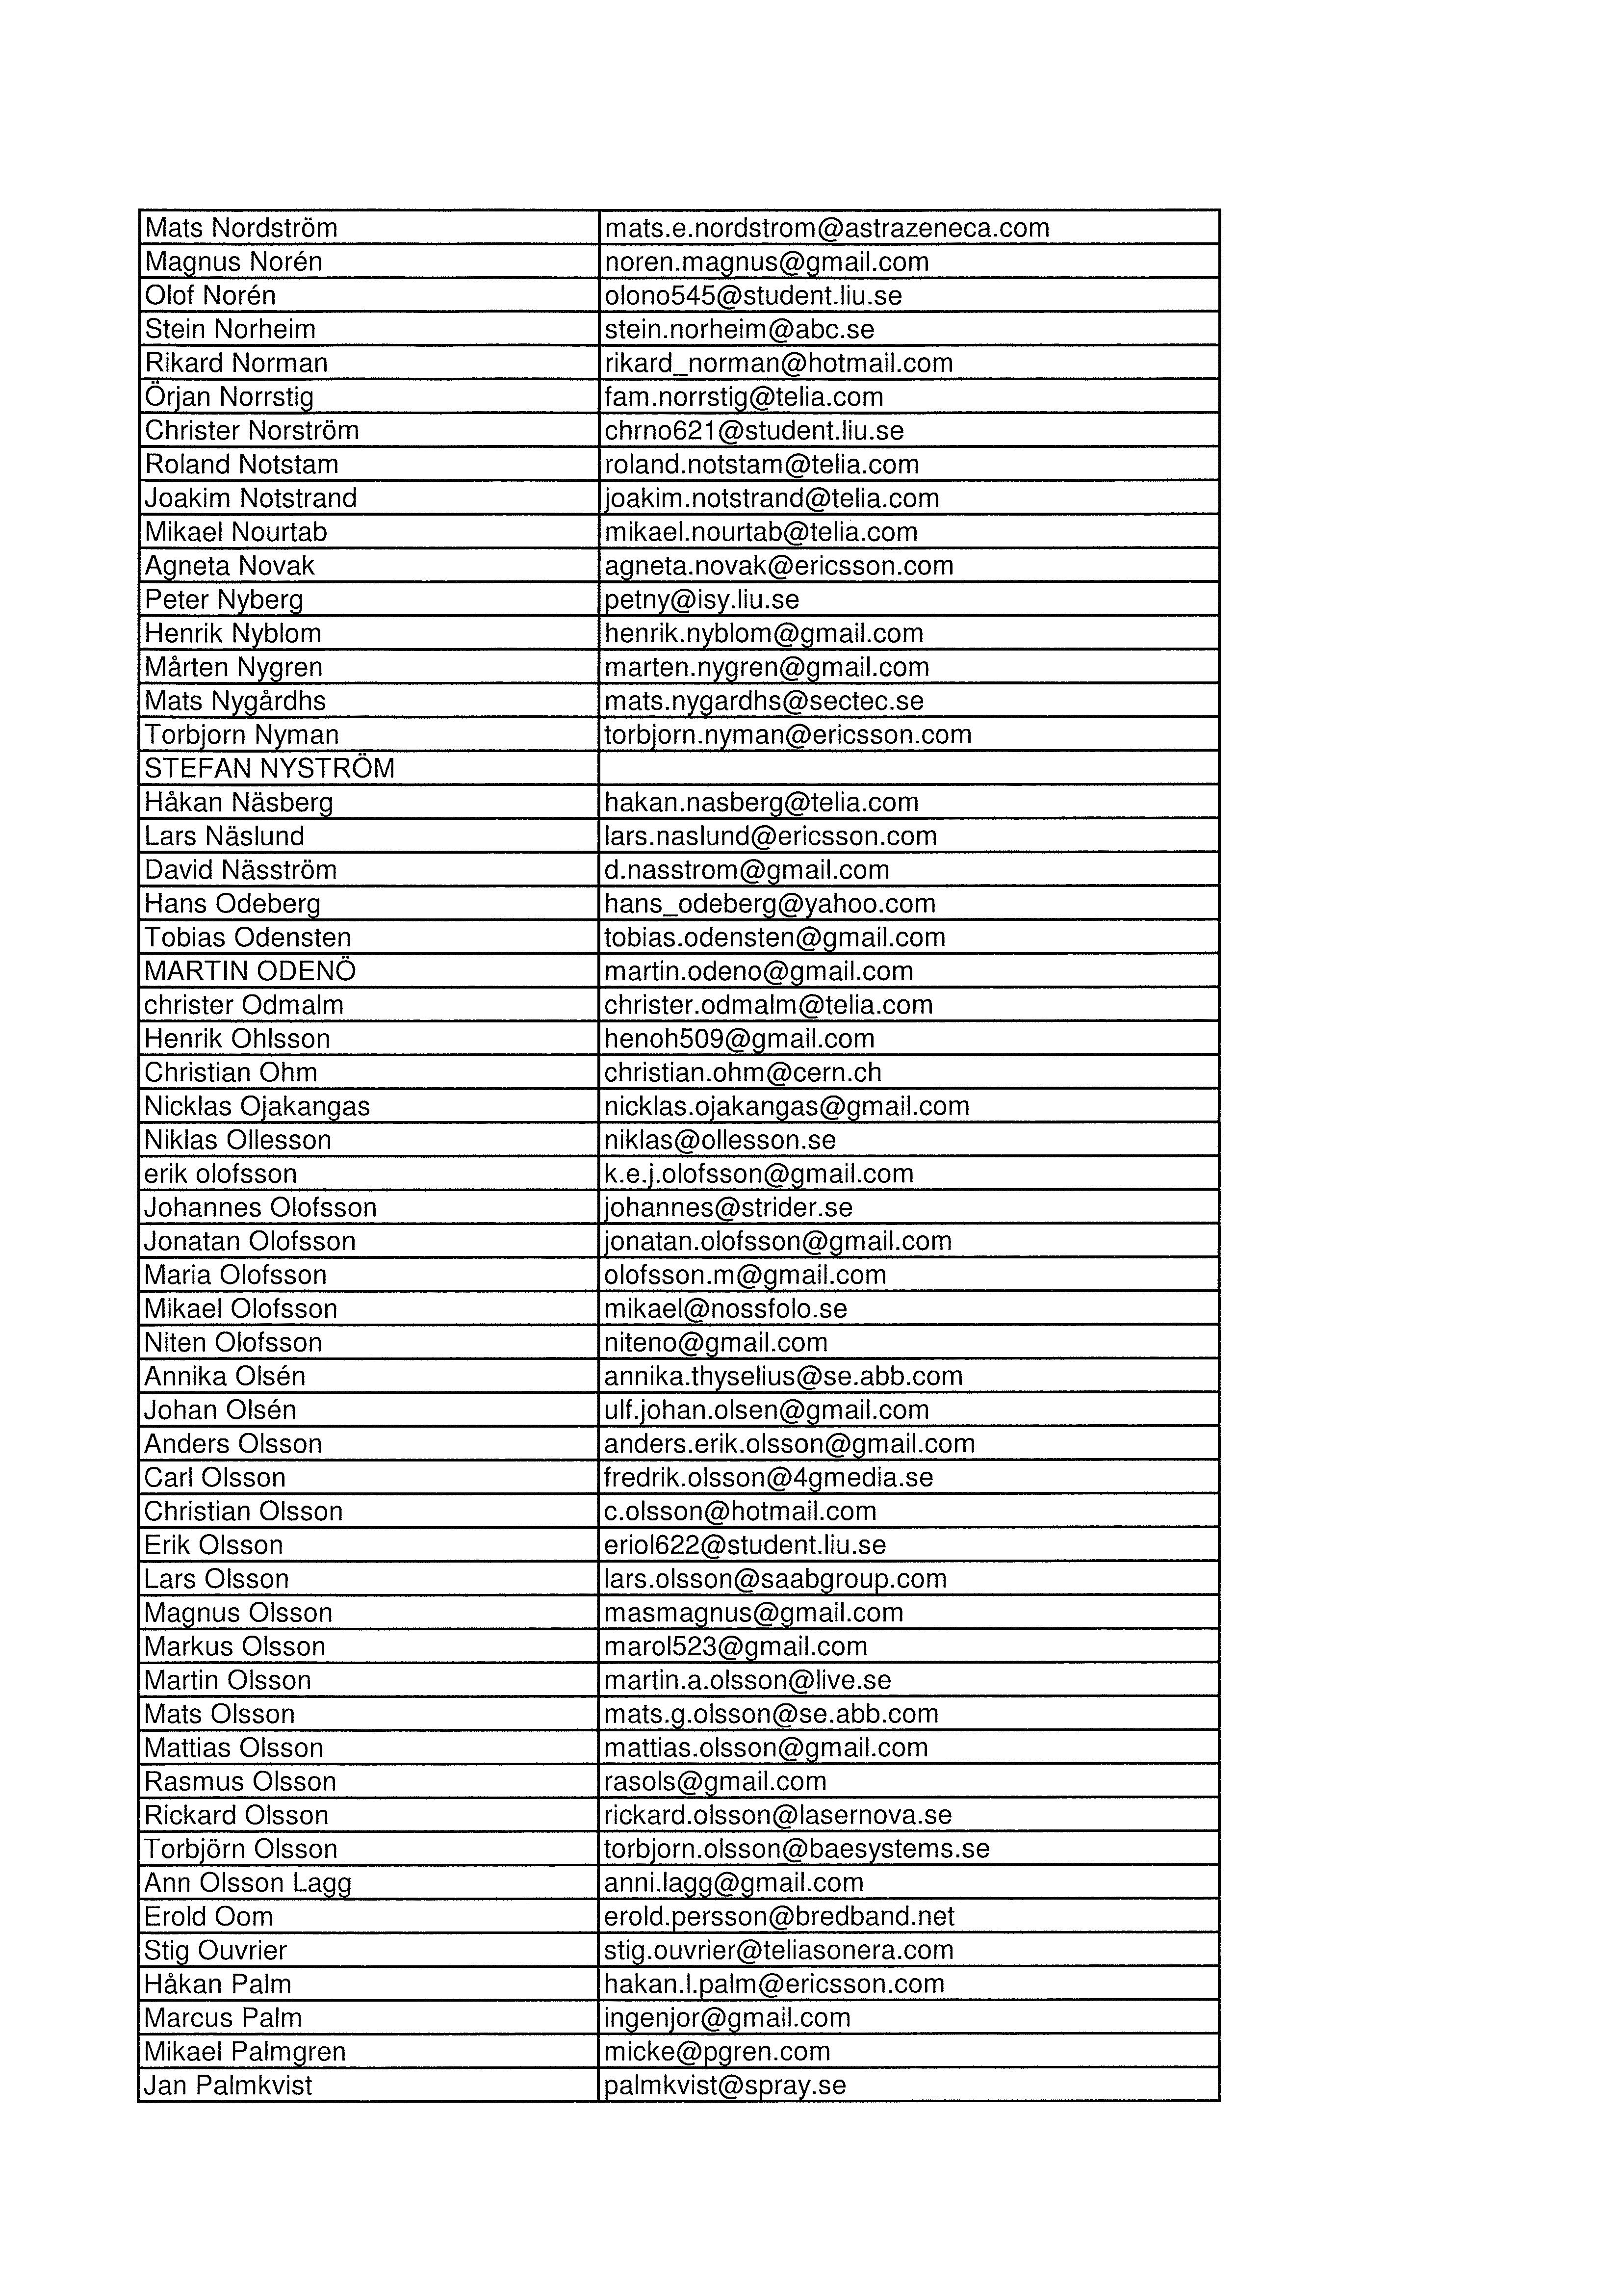 Mats Nordström mats.e.nordstrom@astrazeneca.com
Magnus Norén noren.magnus@gmail.com
Olof Norén olono545@student.liu.se
Stein Norheim stein.norheim@abc.se
Rikard Norman rikard_norman@hotmail.com
Örjan Norrstig fam.norrstig@telia.com
Christer Norström chrno621@student.liu.se
Roland Notstam roland.notstam@telia.com
Joakim Notstrand joakim.notstrand@telia.com
Mikael Nourtab mikael.nourtab@telia.com
Agneta Novak agneta.novak@ericsson.com
Peter Nyberg petny@isy.liu.se
Henrik Nyblom henrik.nyblom@gmail.com
Mårten Nygren marten.nygren@gmail.com
Mats Nygårdhs mats.nygardhs@sectec.se
Torbjorn Nyman torbjorn.nyman@ericsson.com
STEFAN NYSTRÖM
Håkan Näsberg hakan.nasberg@telia.com
Lars Näslund lars.naslund@ericsson.com
David Näsström d.nasstrom@gmail.com
Hans Odeberg hans_odeberg@yahoo.com
Tobias Odensten tobias.odensten@gmail.com
MARTIN ODENÖ martin.odeno@gmail.com
christer Odmalm christer.odmalm@telia.com
Henrik Ohlsson henoh509@gmail.com
Christian Ohm christian.ohm@cern.ch
Nicklas Ojakangas nicklas.ojakangas@gmail.com
Niklas Ollesson niklas@ollesson.se
erik olofsson k.e.j.olofsson@gmail.com
Johannes Olofsson johannes@strider.se
Jonatan Olofsson jonatan.olofsson@gmail.com
Maria Olofsson olofsson.m@gmail.com
Mikael Olofsson mikael@nossfolo.se
Niten Olofsson niteno@gmail.com
Annika Olsén annika.thyselius@se.abb.com
Johan Olsén ulf.johan.olsen@gmail.com
Anders Olsson anders.erik.olsson@gmail.com
Carl Olsson fredrik.olsson@4gmedia.se
Christian Olsson c.olsson@hotmail.com
Erik Olsson eriol622@student.liu.se
Lars Olsson lars.olsson@saabgroup.com
Magnus Olsson masmagnus@gmail.com
Markus Olsson marol523@gmail.com
Martin Olsson martin.a.olsson@live.se
Mats Olsson mats.g.olsson@se.abb.com
Mattias Olsson mattias.olsson@gmail.com
Rasmus Olsson rasols@gmail.com
Rickard Olsson rickard.olsson@lasernova.se
Torbjörn Olsson torbjorn.olsson@baesystems.se
Ann Olsson Lagg anni.lagg@gmail.com
Erold Oom erold.persson@bredband.net
Stig Ouvrier stig.ouvrier@teliasonera.com
Håkan Palm hakan.l.palm@ericsson.com
Marcus Palm ingenjor@gmail.com
Mikael Palmgren micke@pgren.com
Jan Palmkvist palmkvist@spray.se